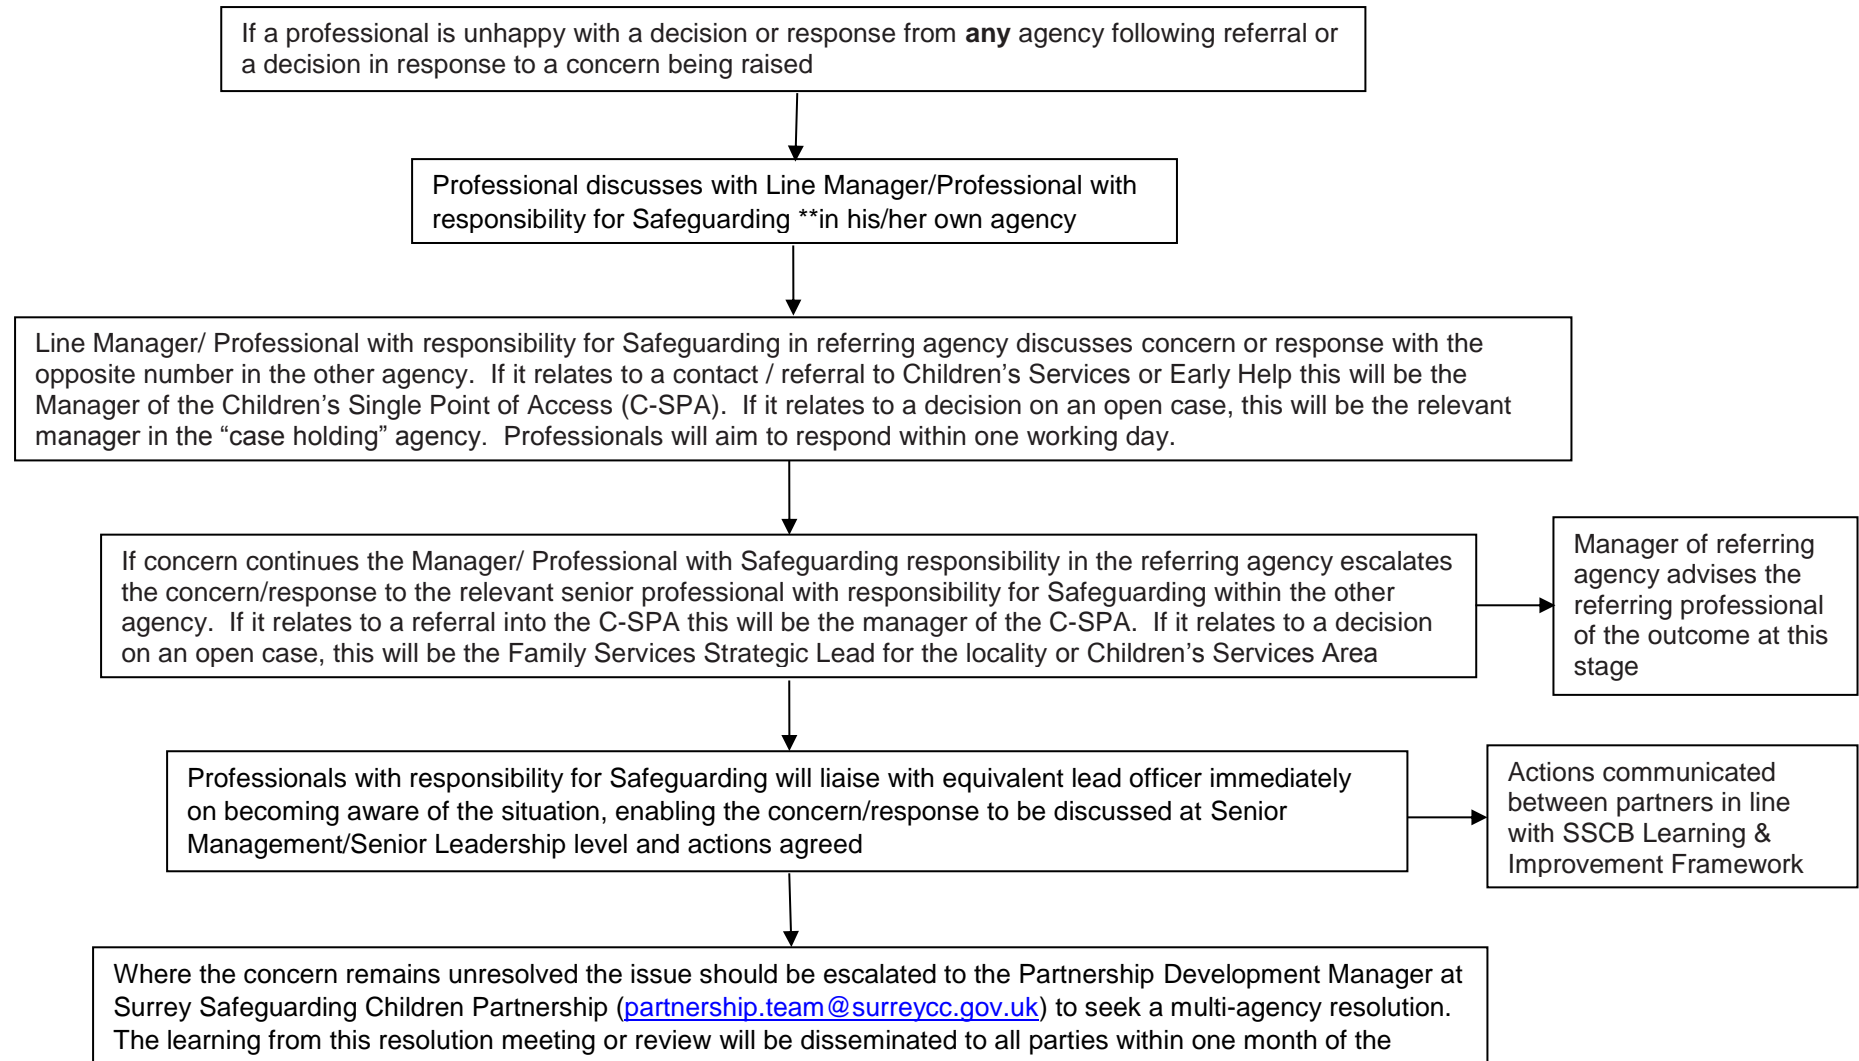 If a professional is unhappy with a decision or response from any agency following referral or
a decision in response to a concern being raised
Professional discusses with Line Manager/Professional with
responsibility for Safeguarding **in his/her own agency
Line Manager/ Professional with responsibility for Safeguarding in referring agency discusses concern or response with the
opposite number in the other agency.  If it relates to a contact / referral to Children’s Services or Early Help this will be the
Manager of the Children’s Single Point of Access (C-SPA).  If it relates to a decision on an open case, this will be the relevant
manager in the “case holding” agency.  Professionals will aim to respond within one working day.
If concern continues the Manager/ Professional with Safeguarding responsibility in the referring agency escalates
the concern/response to the relevant senior professional with responsibility for Safeguarding within the other
agency.  If it relates to a referral into the C-SPA this will be the manager of the C-SPA.  If it relates to a decision
on an open case, this will be the Family Services Strategic Lead for the locality or Children’s Services Area
Manager of referring
agency advises the
referring professional
of the outcome at this
stage
Professionals with responsibility for Safeguarding will liaise with equivalent lead officer immediately
on becoming aware of the situation, enabling the concern/response to be discussed at Senior
Management/Senior Leadership level and actions agreed
Actions communicated
between partners in line
with SSCB Learning &
Improvement Framework
Where the concern remains unresolved the issue should be escalated to the Partnership Development Manager at
Surrey Safeguarding Children Partnership (partnership.team@surreycc.gov.uk) to seek a multi-agency resolution.
The learning from this resolution meeting or review will be disseminated to all parties within one month of the